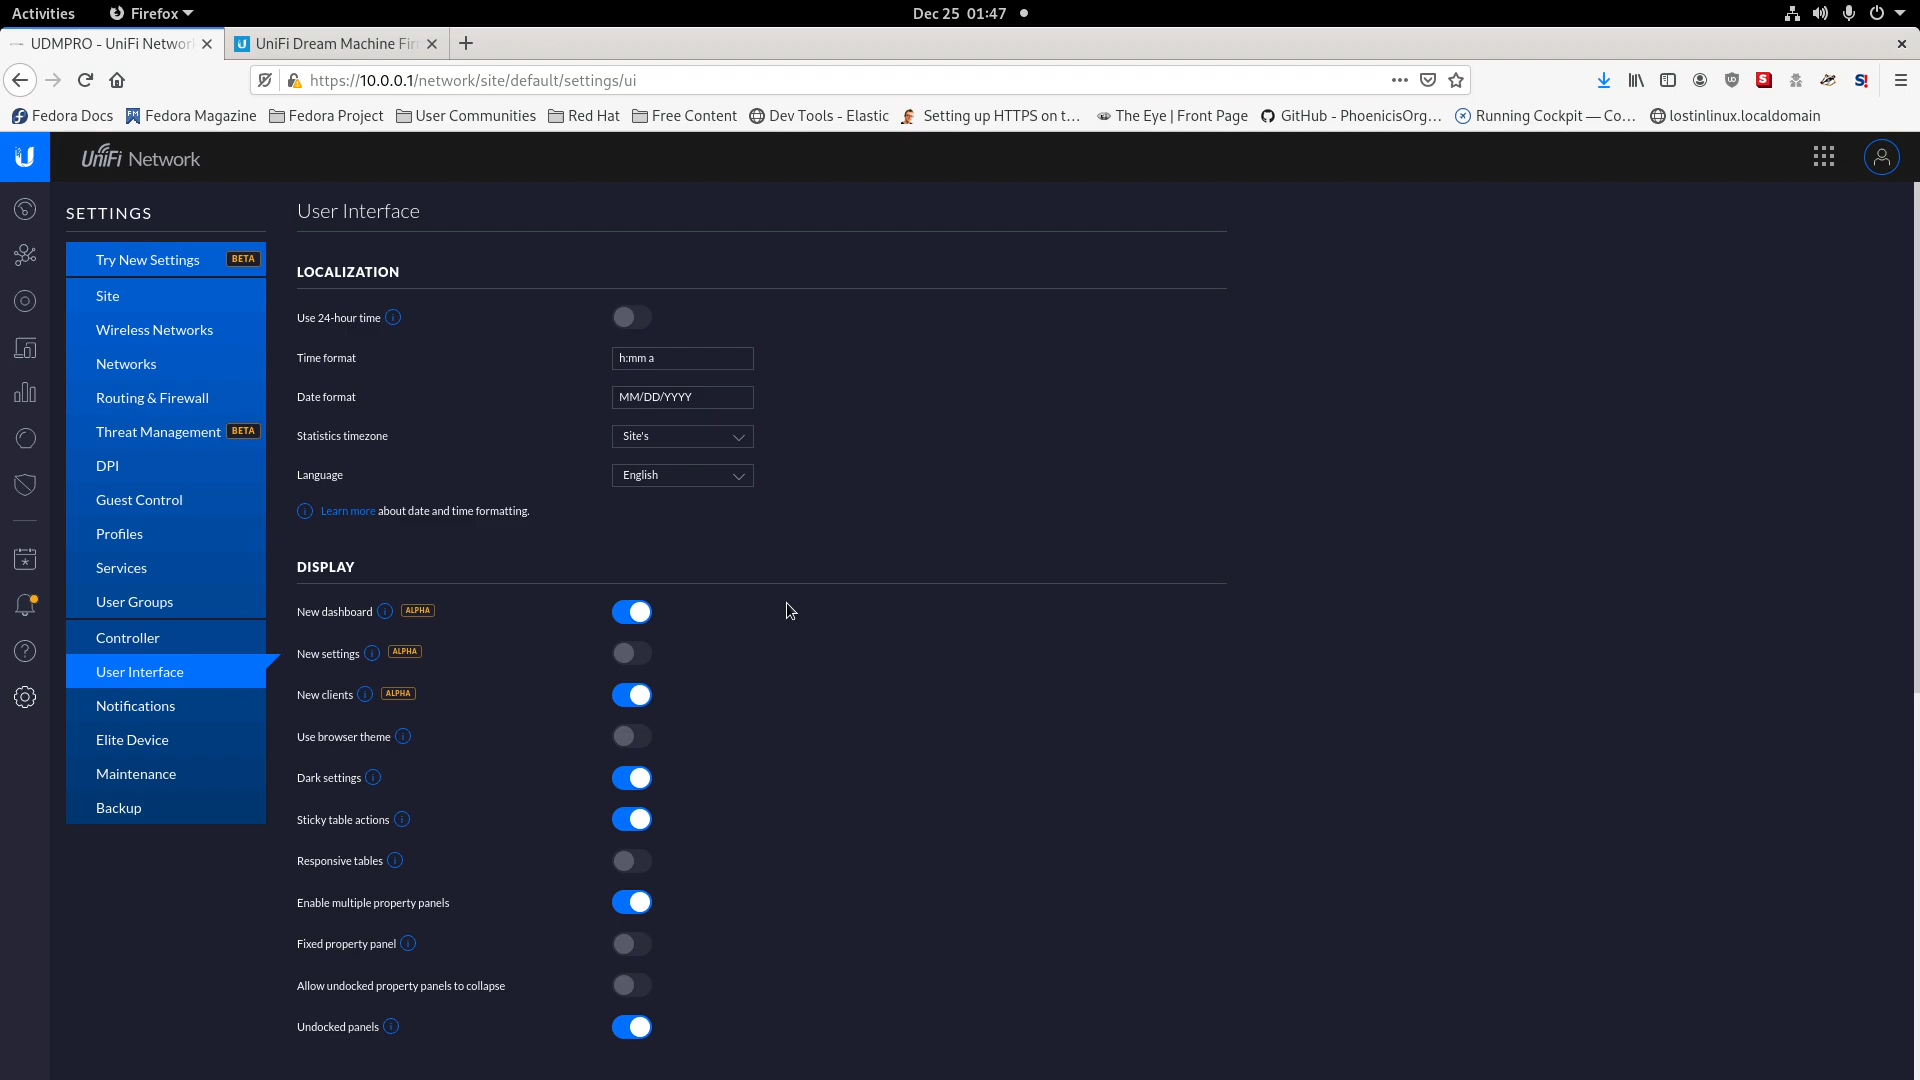 Activities Firefox Dec 25 01:47
UDMPRO - UniFi Networ UniFi Dream Machine Fir
https://10.0.0.1/network/site/default/settings/ui
Fedora Docs Fedora Magazine Fedora Project User Communities Red Hat Free Content Dev Tools - Elastic Setting up HTTPS on t... The Eye | Front Page GitHub - PhoenicisOrg... Running Cockpit — Co... lostinlinux.localdomain
UniFi Network
SETTINGS
Try New Settings BETA
Site
Wireless Networks
Networks
Routing & Firewall
Threat Management BETA
DPI
Guest Control
Profiles
Services
User Groups
Controller
User Interface
Notifications
Elite Device
Maintenance
Backup
User Interface
LOCALIZATION
Use 24-hour time
Time format h:mm a
Date format MM/DD/YYYY
Statistics timezone Site's
Language English
Learn more about date and time formatting.
DISPLAY
New dashboard ALPHA
New settings ALPHA
New clients ALPHA
Use browser theme
Dark settings
Sticky table actions
Responsive tables
Enable multiple property panels
Fixed property panel
Allow undocked property panels to collapse
Undocked panels